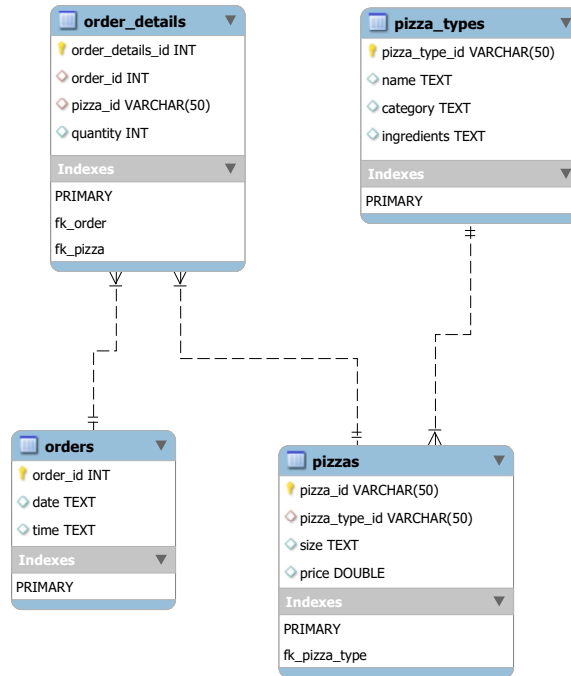 order_details
order_details_id INT
order_id INT
pizza_id VARCHAR(50)
quantity INT
Indexes
PRIMARY
fk_order
fk_pizza
pizza_types
pizza_type_id VARCHAR(50)
name TEXT
category TEXT
ingredients TEXT
Indexes
PRIMARY
orders
order_id INT
date TEXT
time TEXT
Indexes
PRIMARY
pizzas
pizza_id VARCHAR(50)
pizza_type_id VARCHAR(50)
size TEXT
price DOUBLE
Indexes
PRIMARY
fk_pizza_type